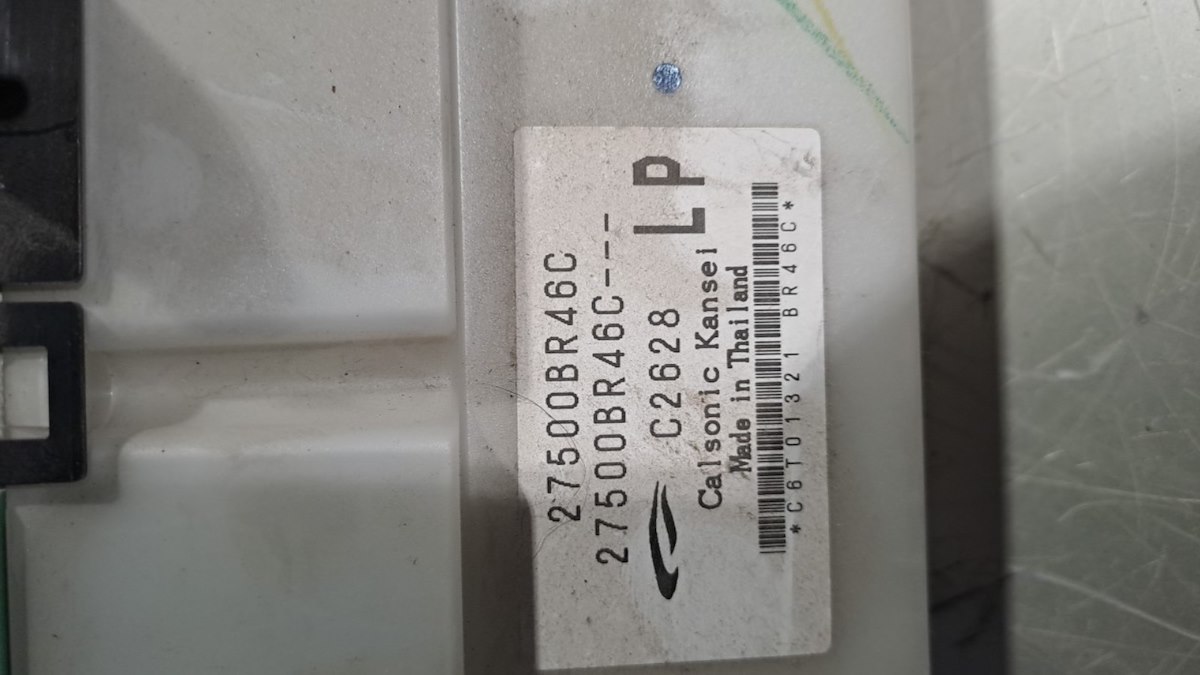 27500BR46C
27500BR46C---
C2628 LP
Calsonic Kansei
Made in Thailand
*C6T01321 BR46C*